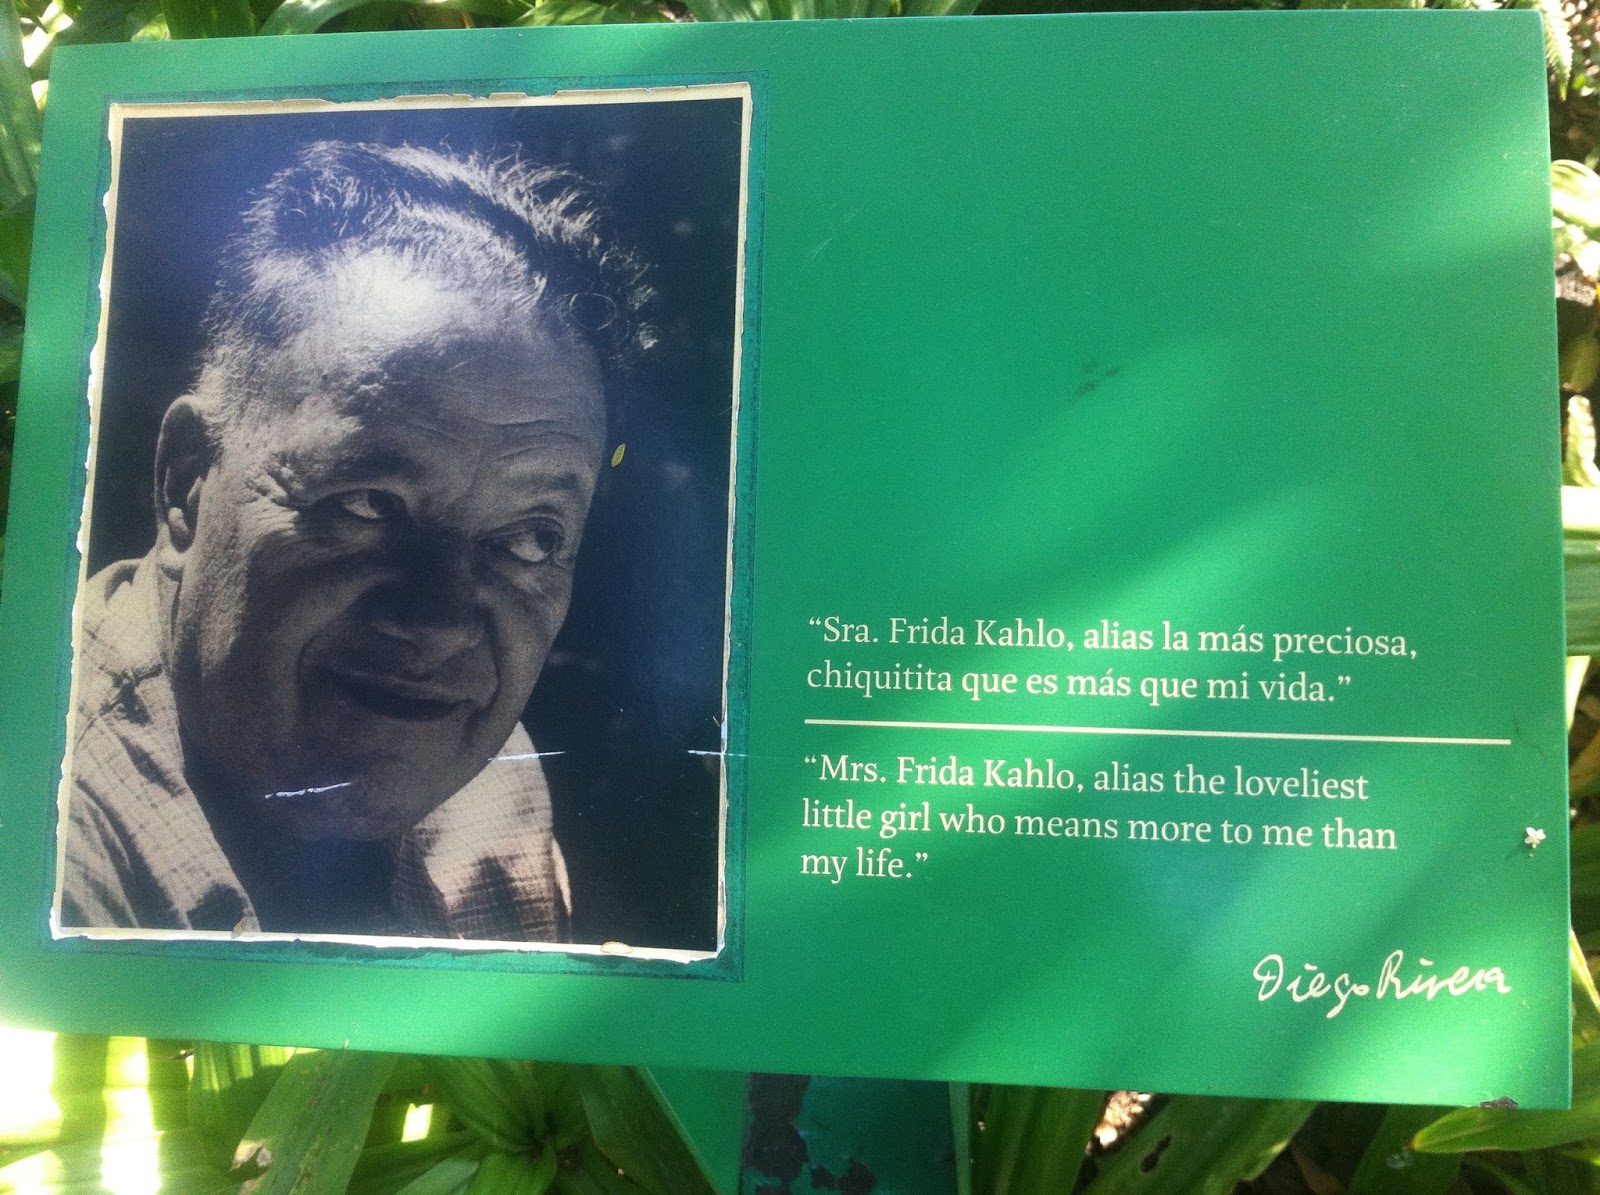 “Sra. Frida Kahlo, alias la más preciosa,
chiquitita que es más que mi vida.”
“Mrs. Frida Kahlo, alias the loveliest
little girl who means more to me than
my life.”
Diego Rivera